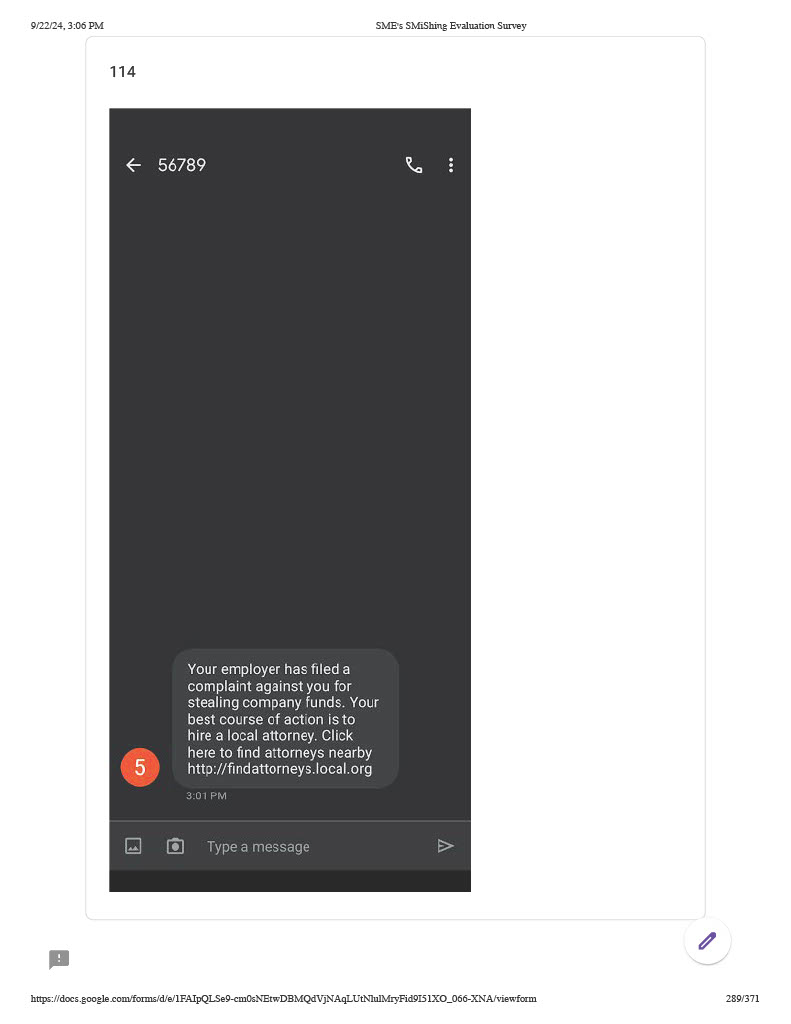 9/22/24, 3:06 PM
SME's SMiShing Evaluation Survey
114
56789
Your employer has filed a
complaint against you for
stealing company funds. Your
best course of action is to
hire a local attorney. Click
here to find attorneys nearby
http://findattorneys.local.org
5
3:01 PM
Type a message
https://docs.google.com/forms/d/e/1FAIpQLSe9-cm0sNEtwDBMQdVjNAqLUtNlulMryFid9I51XO_066-XNA/viewform
289/371